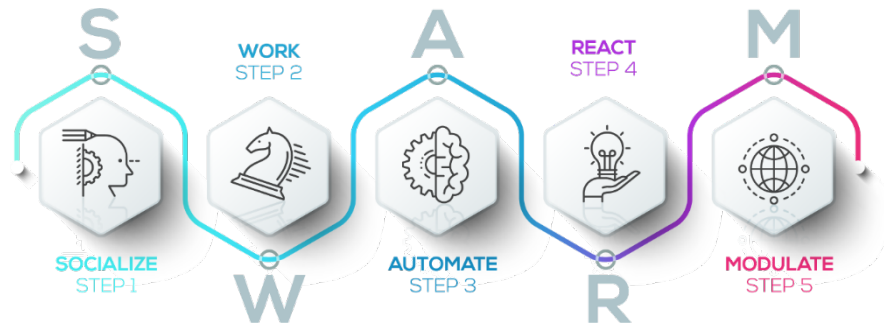 S
SOCIALIZE
STEP 1
WORK
STEP 2
W
A
AUTOMATE
STEP 3
REACT
STEP 4
R
M
MODULATE
STEP 5